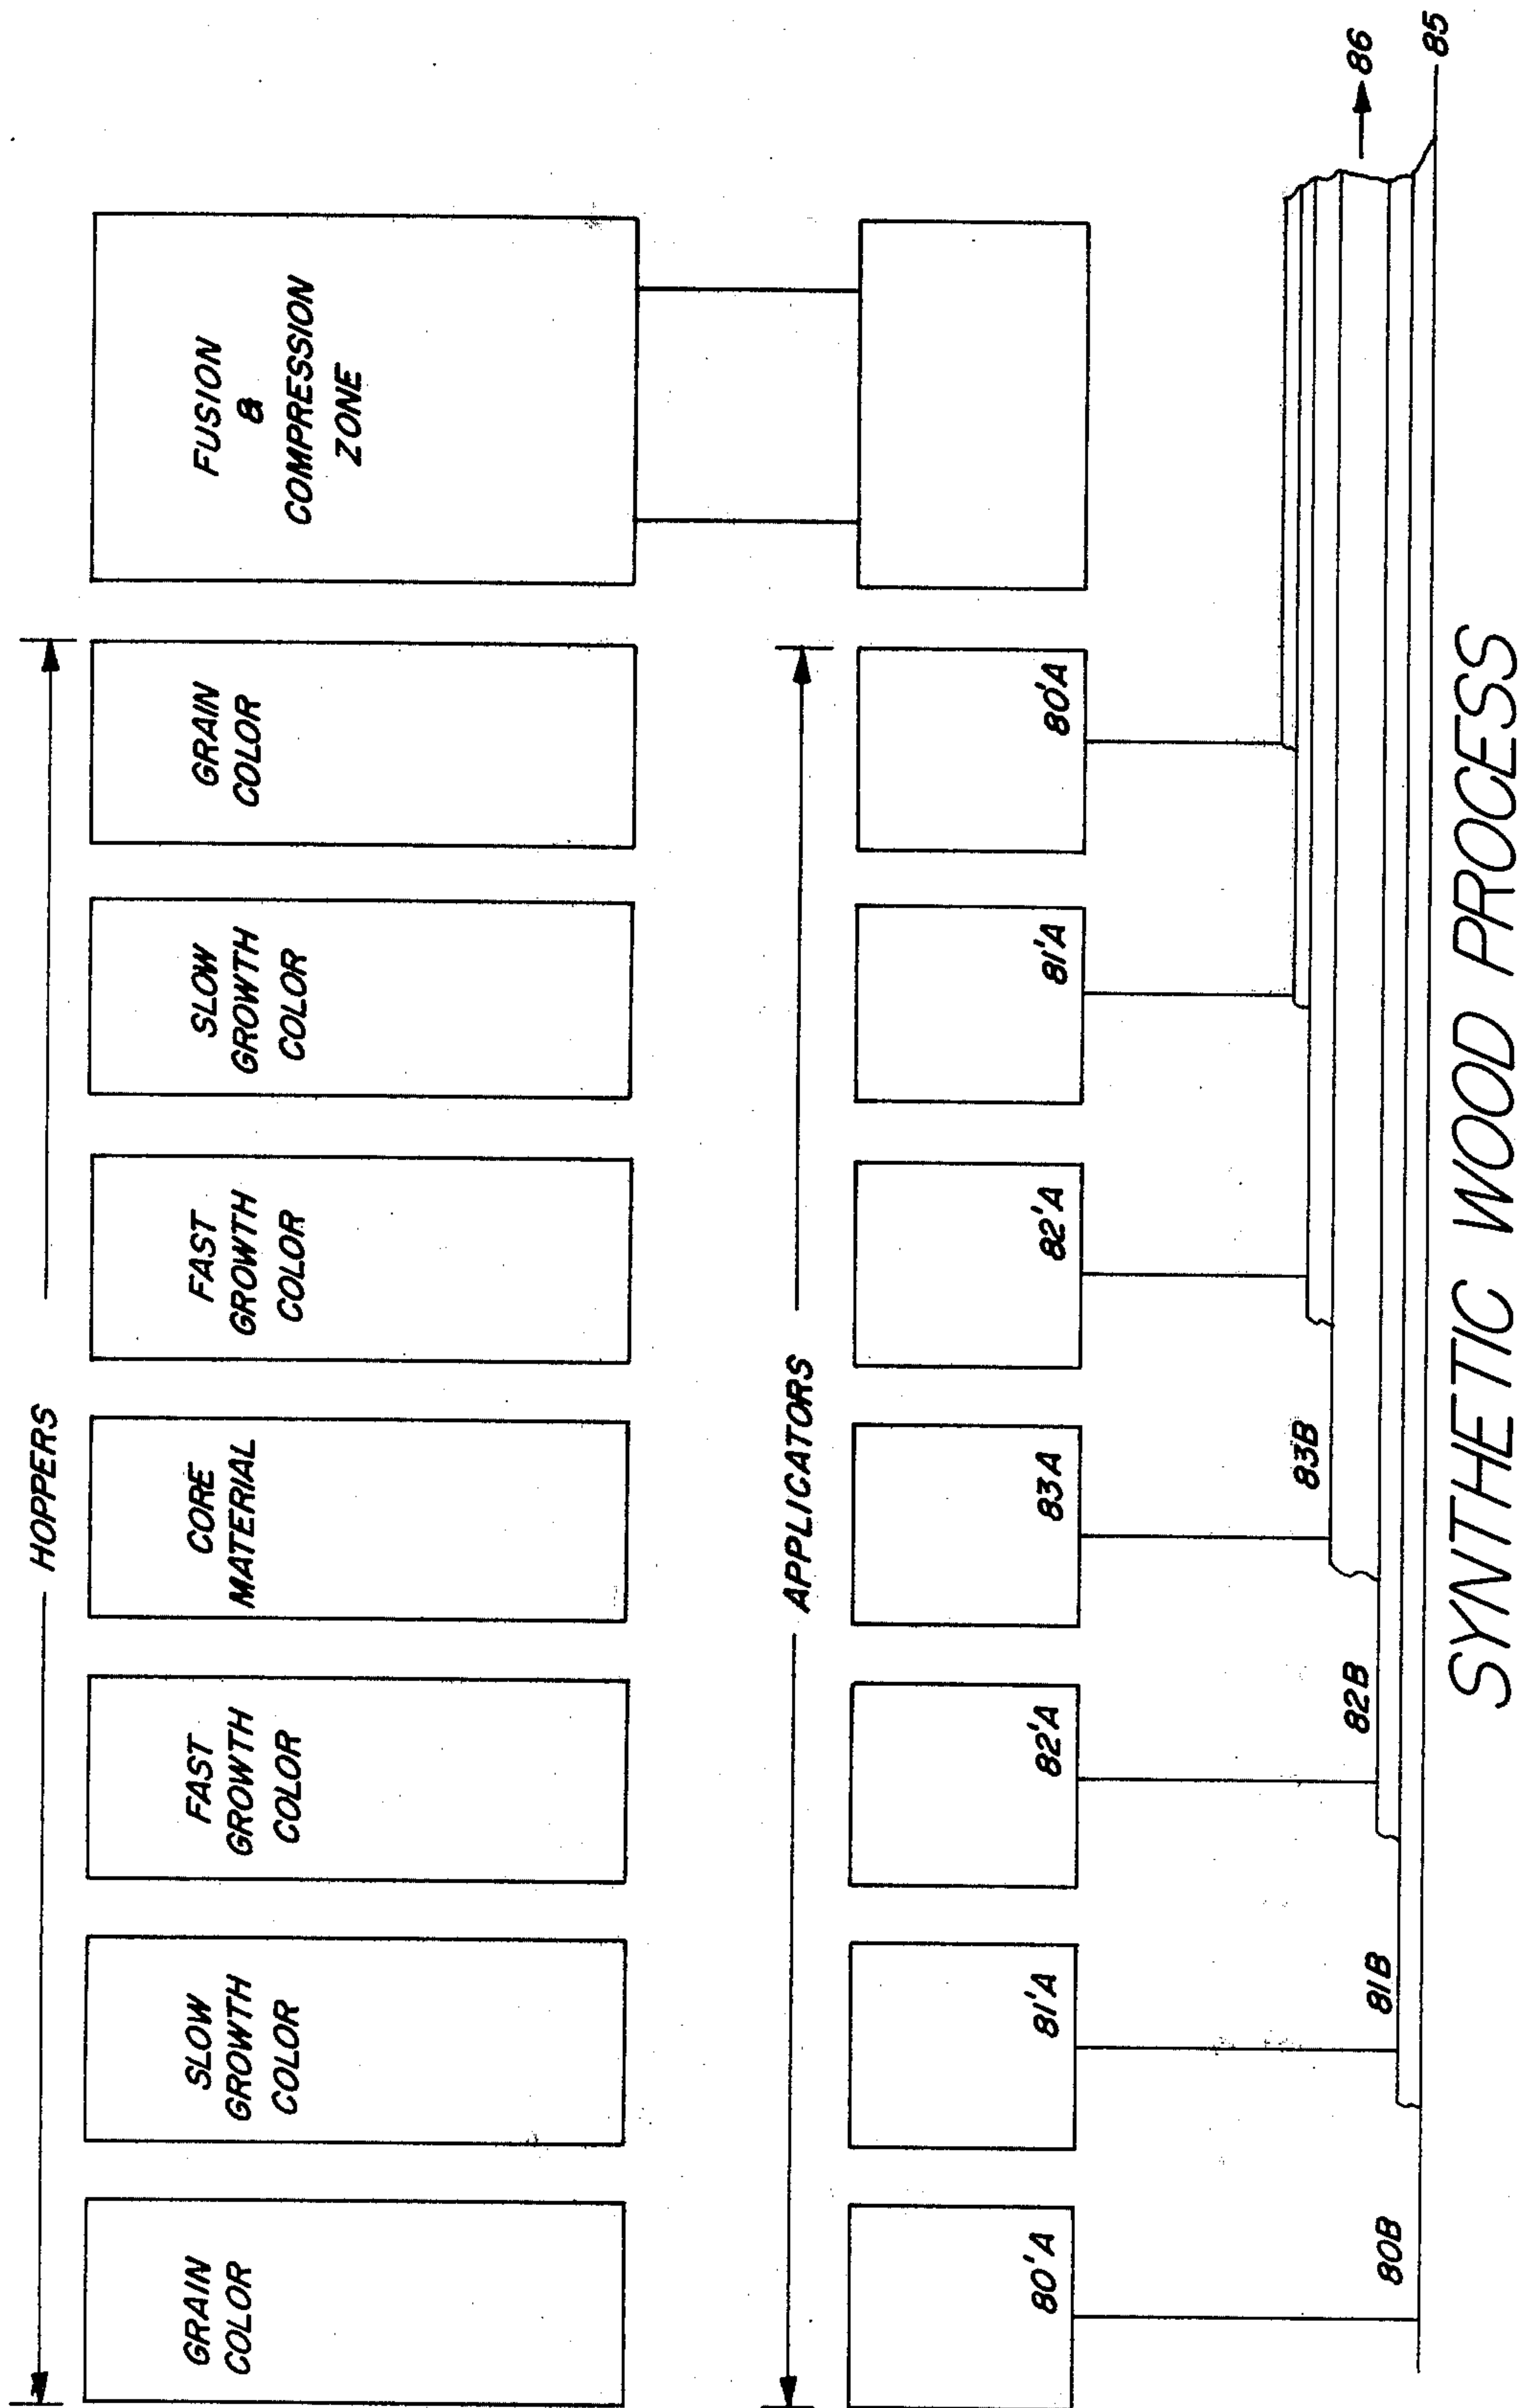 HOPPERS
GRAIN
COLOR
SLOW
GROWTH
COLOR
FAST
GROWTH
COLOR
CORE
MATERIAL
FAST
GROWTH
COLOR
SLOW
GROWTH
COLOR
GRAIN
COLOR
FUSION
&
COMPRESSION
ZONE
APPLICATORS
80'A
81'A
82'A
83A
82'A
81'A
80'A
80B
81B
82B
83B
86
85
SYNTHETIC WOOD PROCESS